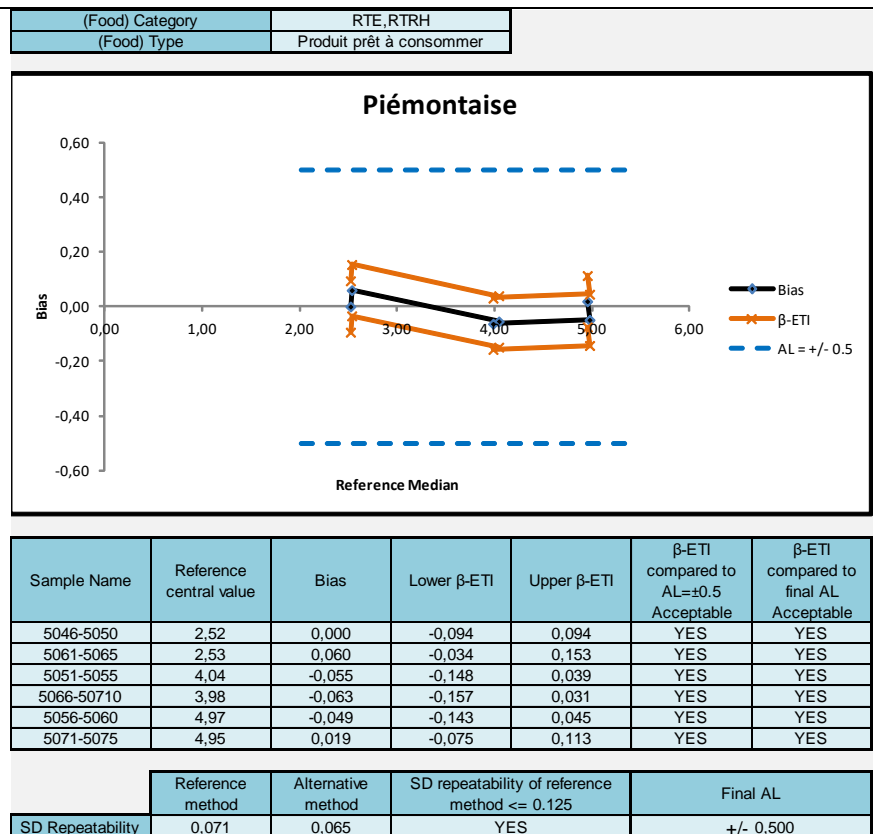 (Food) Category RTE,RTRH
(Food) Type Produit prêt à consommer
Piémontaise
0,60
0,40
0,20
0,00
-0,20
-0,40
-0,60
0,00 1,00 2,00 3,00 4,00 5,00 6,00
Bias
Reference Median
Bias
β-ETI
AL = +/- 0.5
Sample Name Reference central value Bias Lower β-ETI Upper β-ETI β-ETI compared to AL=±0.5 Acceptable β-ETI compared to final AL Acceptable
5046-5050 2,52 0,000 -0,094 0,094 YES YES
5061-5065 2,53 0,060 -0,034 0,153 YES YES
5051-5055 4,04 -0,055 -0,148 0,039 YES YES
5066-50710 3,98 -0,063 -0,157 0,031 YES YES
5056-5060 4,97 -0,049 -0,143 0,045 YES YES
5071-5075 4,95 0,019 -0,075 0,113 YES YES
Reference method Alternative method SD repeatability of reference method <= 0.125 Final AL
SD Repeatability 0,071 0,065 YES +/- 0,500